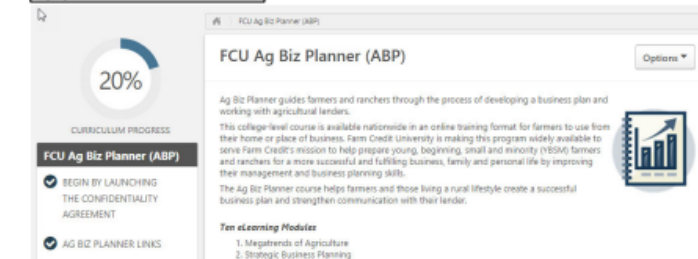 FCU Ag Biz Planner (ABP)
20%
CURRICULUM PROGRESS
FCU Ag Biz Planner (ABP)
BEGIN BY LAUNCHING
THE CONFIDENTIALITY
AGREEMENT
AG BIZ PLANNER LINKS
FCU Ag Biz Planner (ABP)
Options
Ag Biz Planner guides farmers and ranchers through the process of developing a business plan and
working with agricultural lenders.
This college-level course is available nationwide in an online training format for farmers to use from
their home or place of business. Farm Credit University is making this program widely available to
serve Farm Credit's mission to help prepare young, beginning, small and minority (YBSM) farmers
and ranchers for a more successful and fulfilling business, family and personal life by improving
their management and business planning skills.
The Ag Biz Planner course helps farmers and those living a rural lifestyle create a successful
business plan and strengthen communication with their lender.
Ten eLearning Modules
1. Megatrends of Agriculture
2. Strategic Business Planning